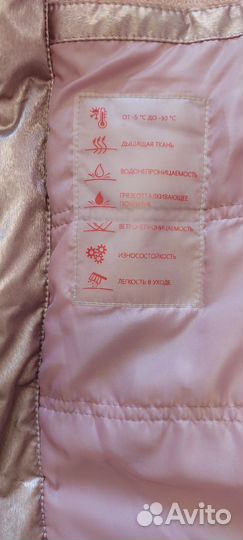 ОТ -5 °С ДО -30 °С
ДЫШАЩАЯ ТКАНЬ
ВОДОНЕПРОНИЦАЕМОСТЬ
ГРЯЗЕОТТАЛКИВАЮЩЕЕ
ПОКРЫТИЕ
ВЕТРОНЕПРОНИЦАЕМОСТЬ
ИЗНОСОСТОЙКОСТЬ
ЛЕГКОСТЬ В УХОДЕ
Avito